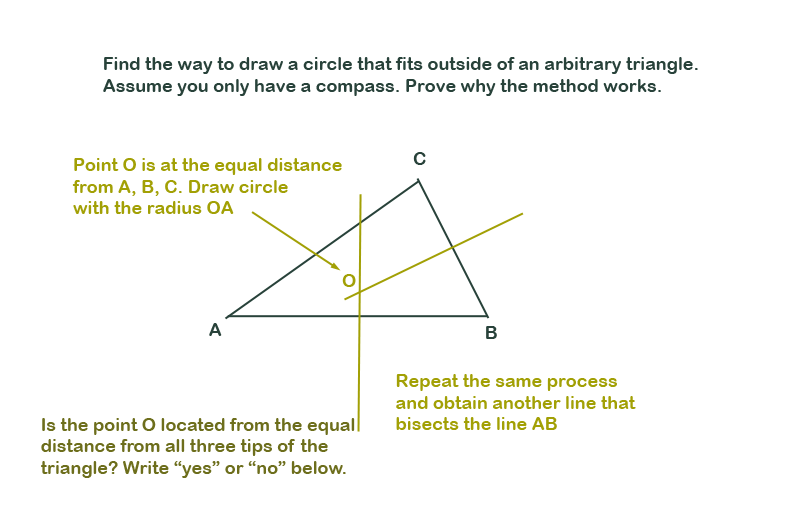 Find the way to draw a circle that fits outside of an arbitrary triangle.
Assume you only have a compass. Prove why the method works.
C
Point O is at the equal distance
from A, B, C. Draw circle
with the radius OA
O
A
B
Repeat the same process
and obtain another line that
bisects the line AB
Is the point O located from the equal
distance from all three tips of the
triangle? Write “yes” or “no” below.